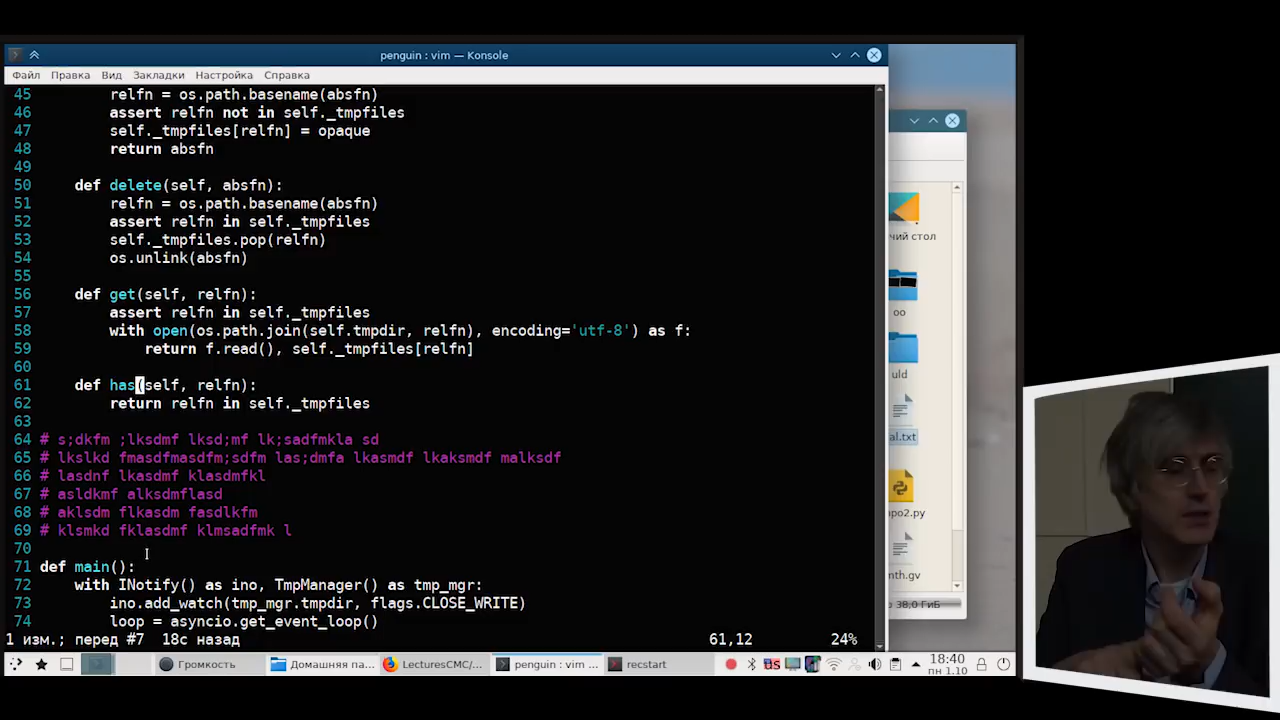 penguin : vim — Konsole
Файл Правка Вид Закладки Настройка Справка
45 relfn = os.path.basename(absfn)
46 assert relfn not in self._tmpfiles
47 self._tmpfiles[relfn] = opaque
48 return absfn
49
50 def delete(self, absfn):
51 relfn = os.path.basename(absfn)
52 assert relfn in self._tmpfiles
53 self._tmpfiles.pop(relfn)
54 os.unlink(absfn)
55
56 def get(self, relfn):
57 assert relfn in self._tmpfiles
58 with open(os.path.join(self.tmpdir, relfn), encoding='utf-8') as f:
59 return f.read(), self._tmpfiles[relfn]
60
61 def has(self, relfn):
62 return relfn in self._tmpfiles
63
64 # s;dkfm ;lksdmf lksd;mf lk;sadfmkla sd
65 # lkslkd fmasdfmasdfm;sdfm las;dmfa lkasmdf lkaksmdf malksdf
66 # lasdnf lkasdmf klasdmfkl
67 # asldkmf alksdmflasd
68 # aklsdm flkasdm fasdlkfm
69 # klsmkd fklasdmf klmsadfmk l
70
71 def main():
72 with INotify() as ino, TmpManager() as tmp_mgr:
73 ino.add_watch(tmp_mgr.tmpdir, flags.CLOSE_WRITE)
74 loop = asyncio.get_event_loop()
1 изм.; перед #7 18с назад 61,12 24%
чий стол
oo
uld
al.txt
npo2.py
nth.gv
о 38,0 ГиБ
Громкость Домашняя па... LecturesCMC/... penguin : vim ... recstart US 18:40
пн 1.10